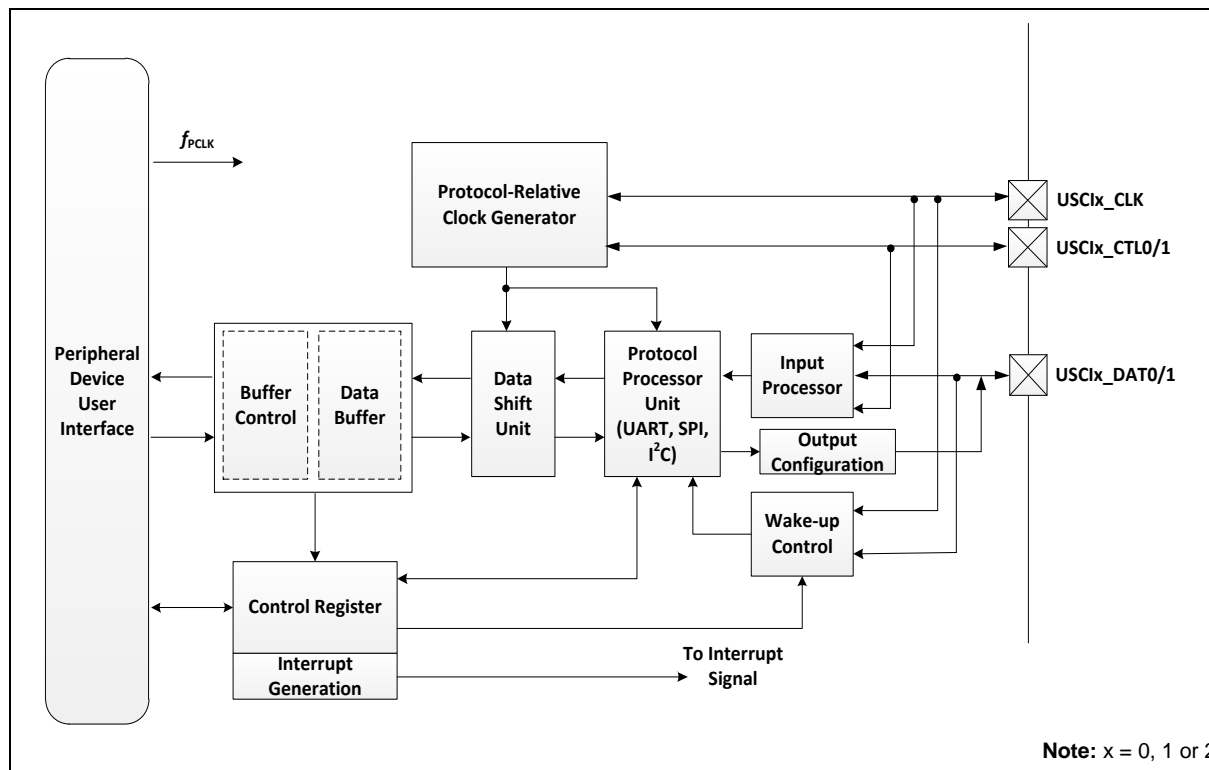 fPCLK
Protocol-Relative
Clock Generator
USCIx_CLK
USCIx_CTL0/1
Peripheral
Device
User
Interface
Buffer
Control
Data
Buffer
Data
Shift
Unit
Protocol
Processor
Unit
(UART, SPI,
I²C)
Input
Processor
USCIx_DAT0/1
Output
Configuration
Wake-up
Control
Control Register
Interrupt
Generation
To Interrupt
Signal
Note: x = 0, 1 or 2